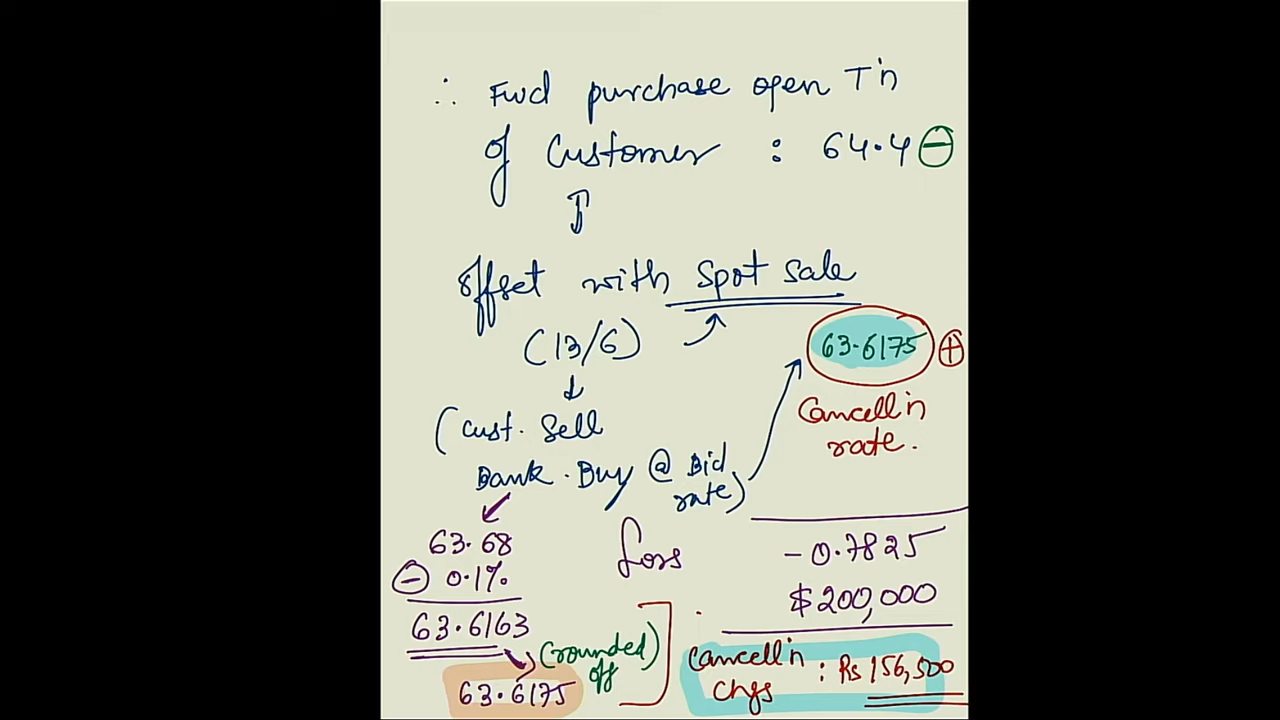 ∴ Fwd purchase open T'n
of Customer : 64.4 ⊖
⇑
offset with spot sale
(13/6)
63.6175 ⊕
Cancell'n
rate.
(Cust. Sell
Bank. Buy @ Bid
rate)
63.68
⊖ 0.1%
63.6163
(rounded)
off
63.6175
loss
-0.7825
$200,000
Cancell'n
chgs : Rs 156,500